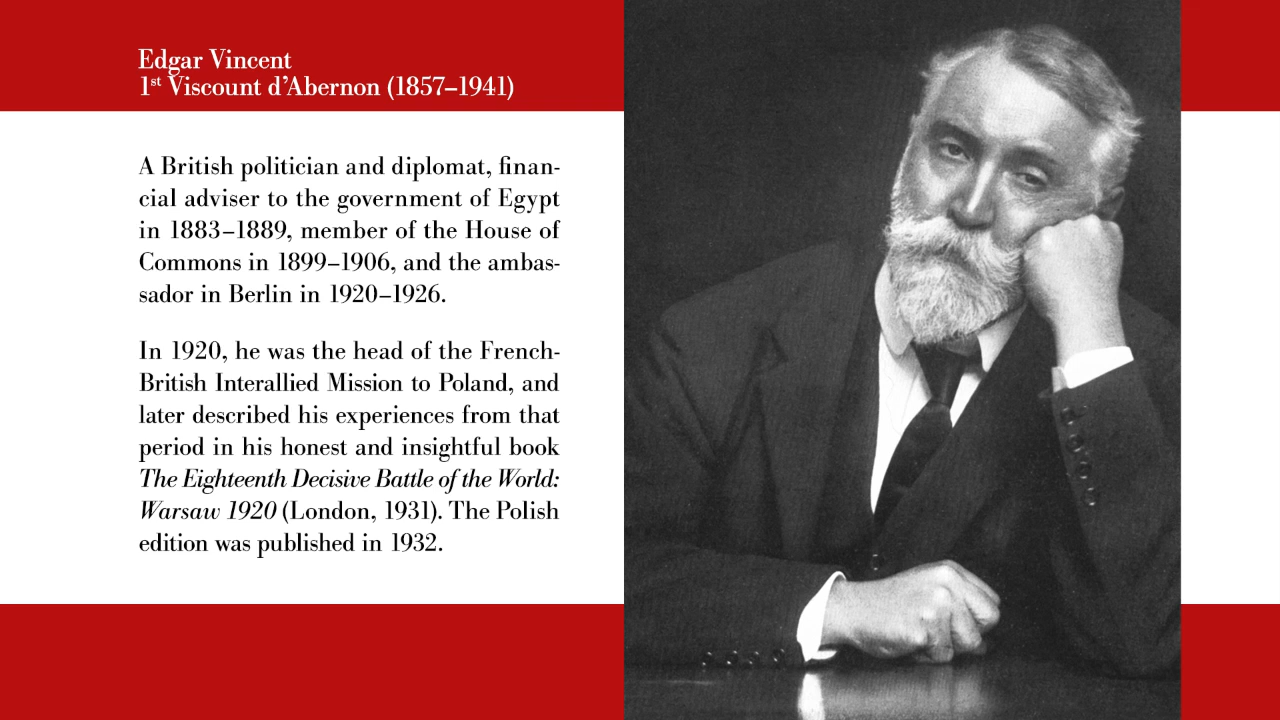 Edgar Vincent
1st Viscount d’Abernon (1857–1941)
A British politician and diplomat, finan-
cial adviser to the government of Egypt
in 1883–1889, member of the House of
Commons in 1899–1906, and the ambas-
sador in Berlin in 1920–1926.
In 1920, he was the head of the French-
British Interallied Mission to Poland, and
later described his experiences from that
period in his honest and insightful book
The Eighteenth Decisive Battle of the World:
Warsaw 1920 (London, 1931). The Polish
edition was published in 1932.